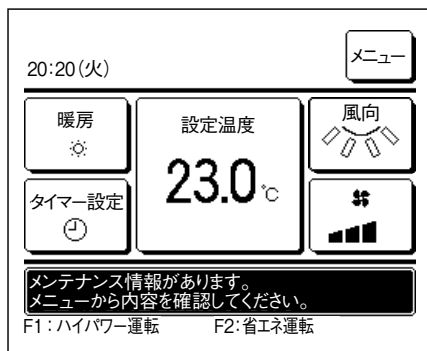 メニュー
20:20(火)
暖房
設定温度
風向
23.0℃
タイマー設定
メンテナンス情報があります。
メニューから内容を確認してください。
F1:ハイパワー運転 F2:省エネ運転